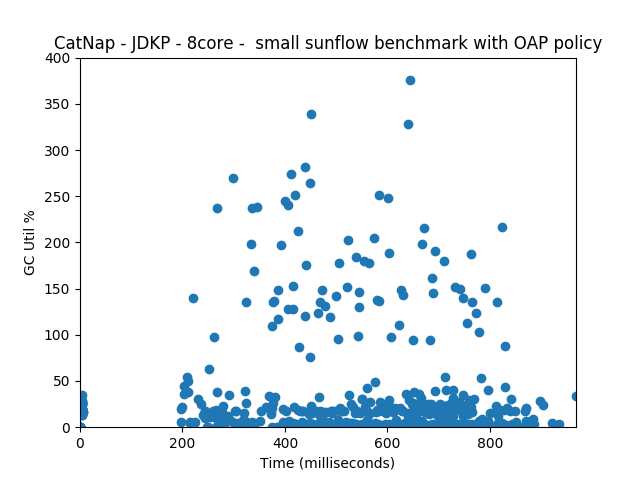 CatNap - JDKP - 8core -  small sunflow benchmark with OAP policy
400
350
300
250
200
150
100
50
0
GC Util %
0 200 400 600 800
Time (milliseconds)